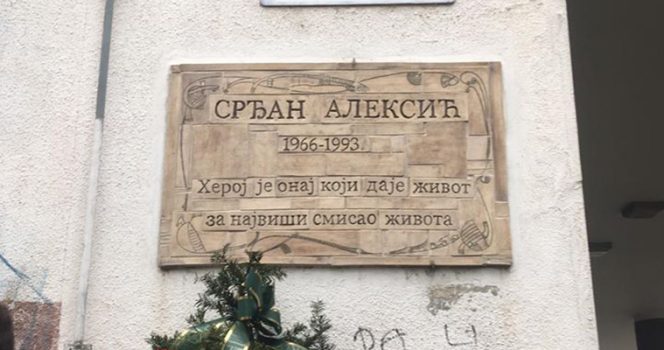 СРЂАН АЛЕКСИЋ
1966-1993
Херој је онај који даје живот
за највиши смисао живота